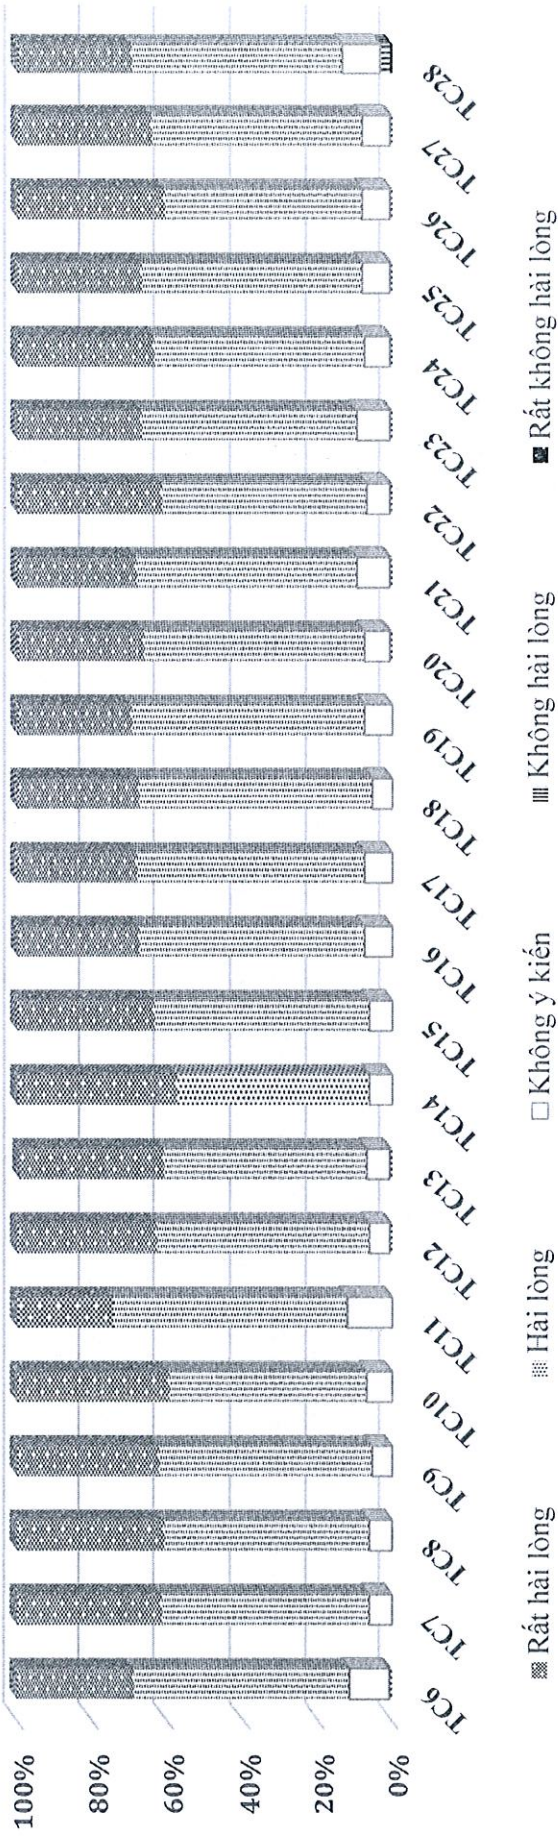 100%
80%
60%
40%
20%
0%
TC6
TC7
TC8
TC9
TC10
TC11
TC12
TC13
TC14
TC15
TC16
TC17
TC18
TC19
TC20
TC21
TC22
TC23
TC24
TC25
TC26
TC27
TC28
Rất hài lòng
Hài lòng
Không ý kiến
Không hài lòng
Rất không hài lòng